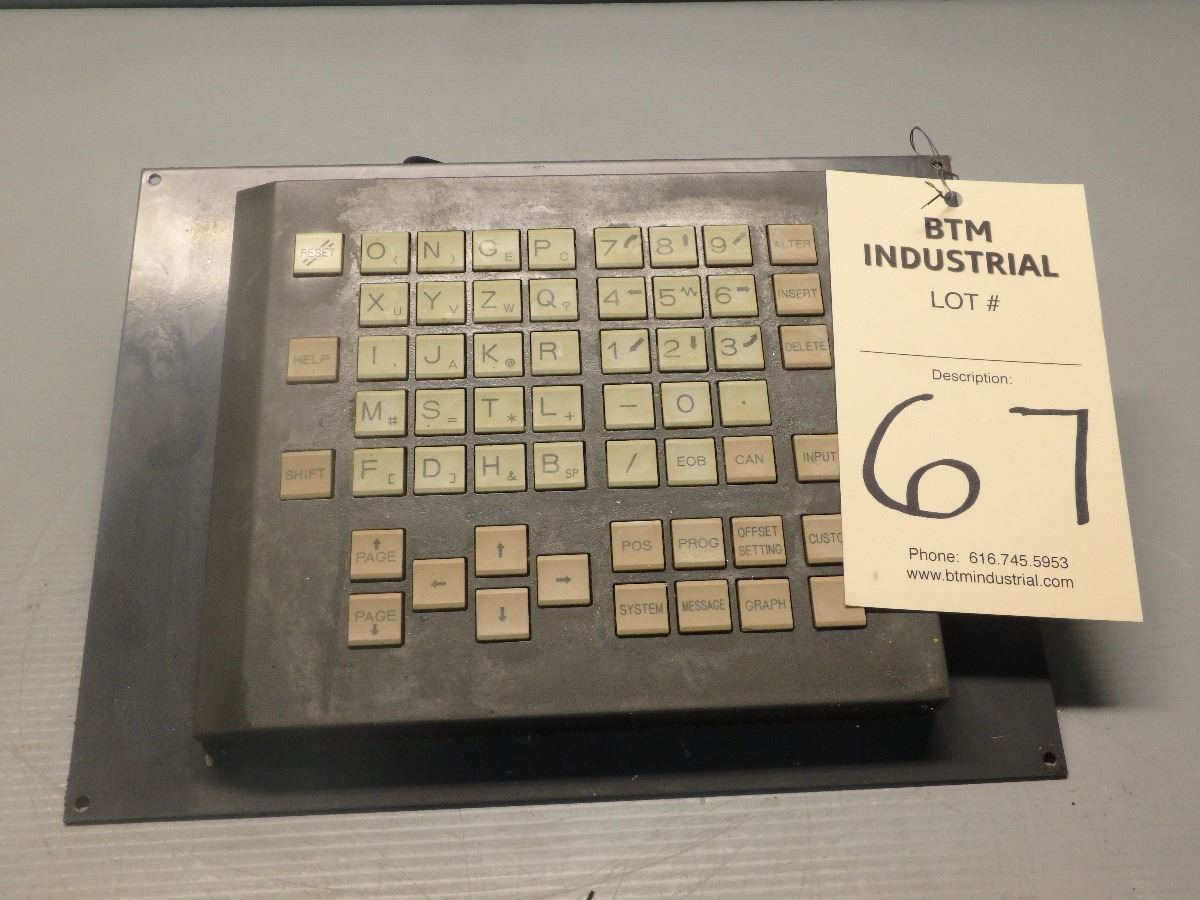 RESET O ( N ) G E P C 7 8 9 ALTER
X U Y V Z W Q ? 4 5 6 INSERT
HELP I , J A K @ R 1 2 3 DELETE
M # S = T * L + - 0 .
SHIFT F [ D ] H & B SP / EOB CAN INPUT
↑ PAGE ← ↑ → POS PROG OFFSET SETTING
PAGE ↓ ↓ SYSTEM MESSAGE GRAPH
BTM
INDUSTRIAL
LOT #
Description:
67
Phone: 616.745.5953
www.btmindustrial.com